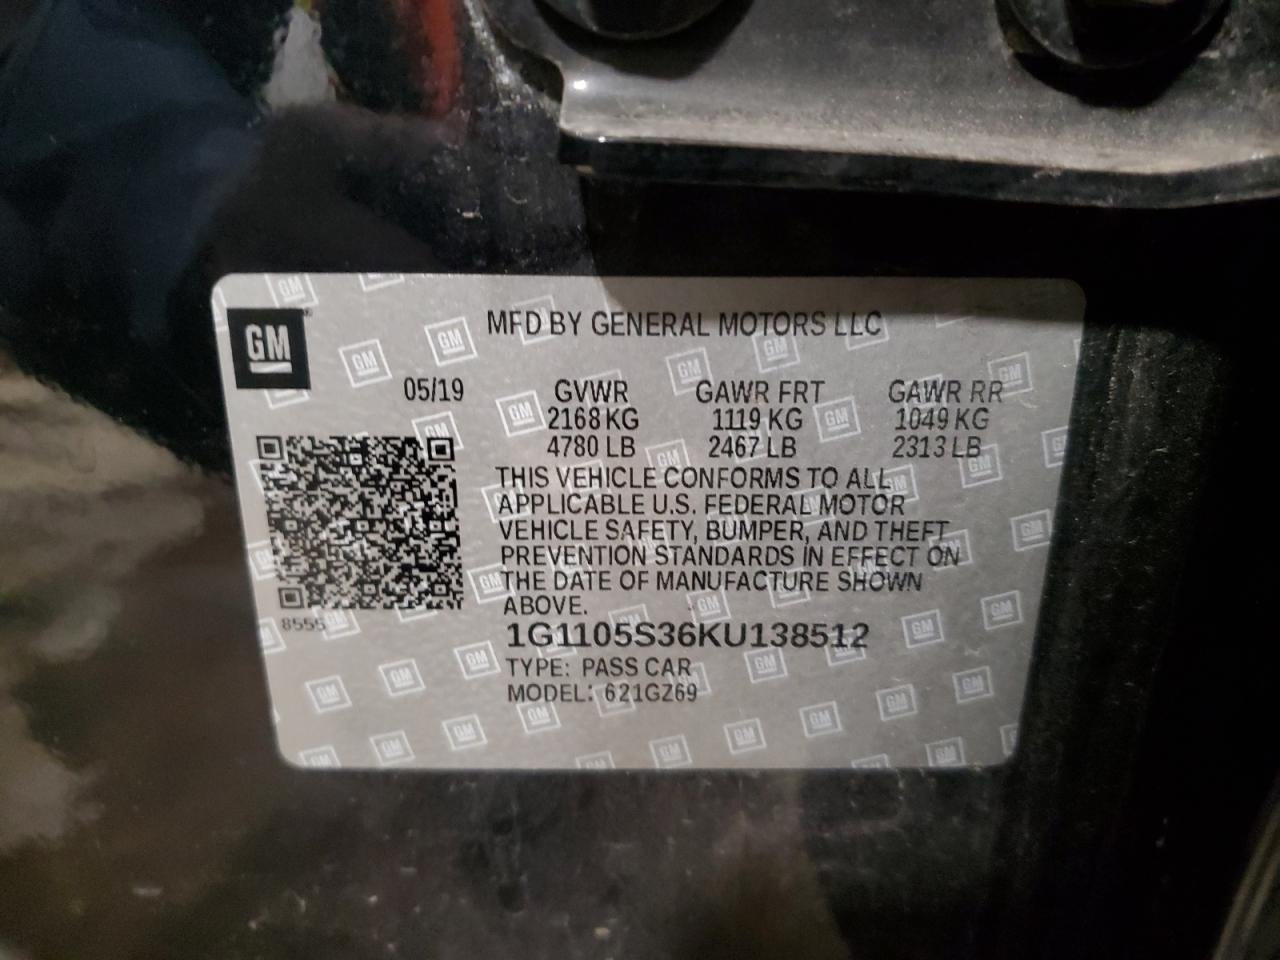 GM
MFD BY GENERAL MOTORS LLC
05/19 GVWR GAWR FRT GAWR RR
2168 KG 1119 KG 1049 KG
4780 LB 2467 LB 2313 LB
THIS VEHICLE CONFORMS TO ALL
APPLICABLE U.S. FEDERAL MOTOR
VEHICLE SAFETY, BUMPER, AND THEFT
PREVENTION STANDARDS IN EFFECT ON
THE DATE OF MANUFACTURE SHOWN
ABOVE.
8555
1G1105S36KU138512
TYPE: PASS CAR
MODEL: 621GZ69